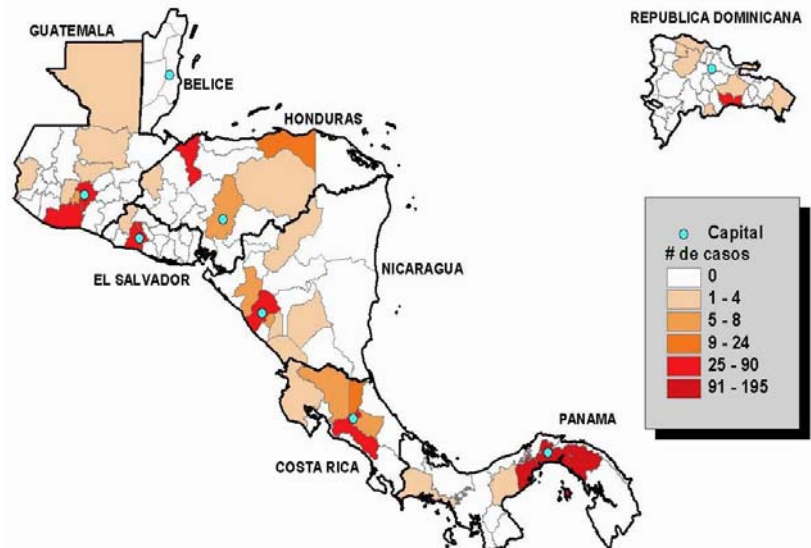 REPUBLICA DOMINICANA
GUATEMALA
BELICE
HONDURAS
EL SALVADOR
NICARAGUA
COSTA RICA
PANAMA
Capital
# de casos
0
1 - 4
5 - 8
9 - 24
25 - 90
91 - 195